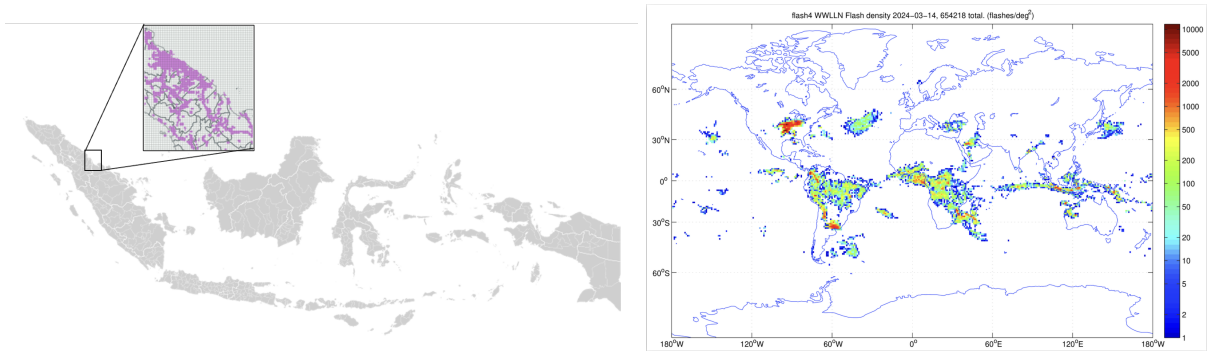 flash4 WWLLN Flash density 2024-03-14, 654218 total. (flashes/deg²)
60°N
30°N
0°
30°S
60°S
180°W
120°W
60°W
0°
60°E
120°E
180°W
10000
5000
2000
1000
500
200
100
50
20
10
5
2
1